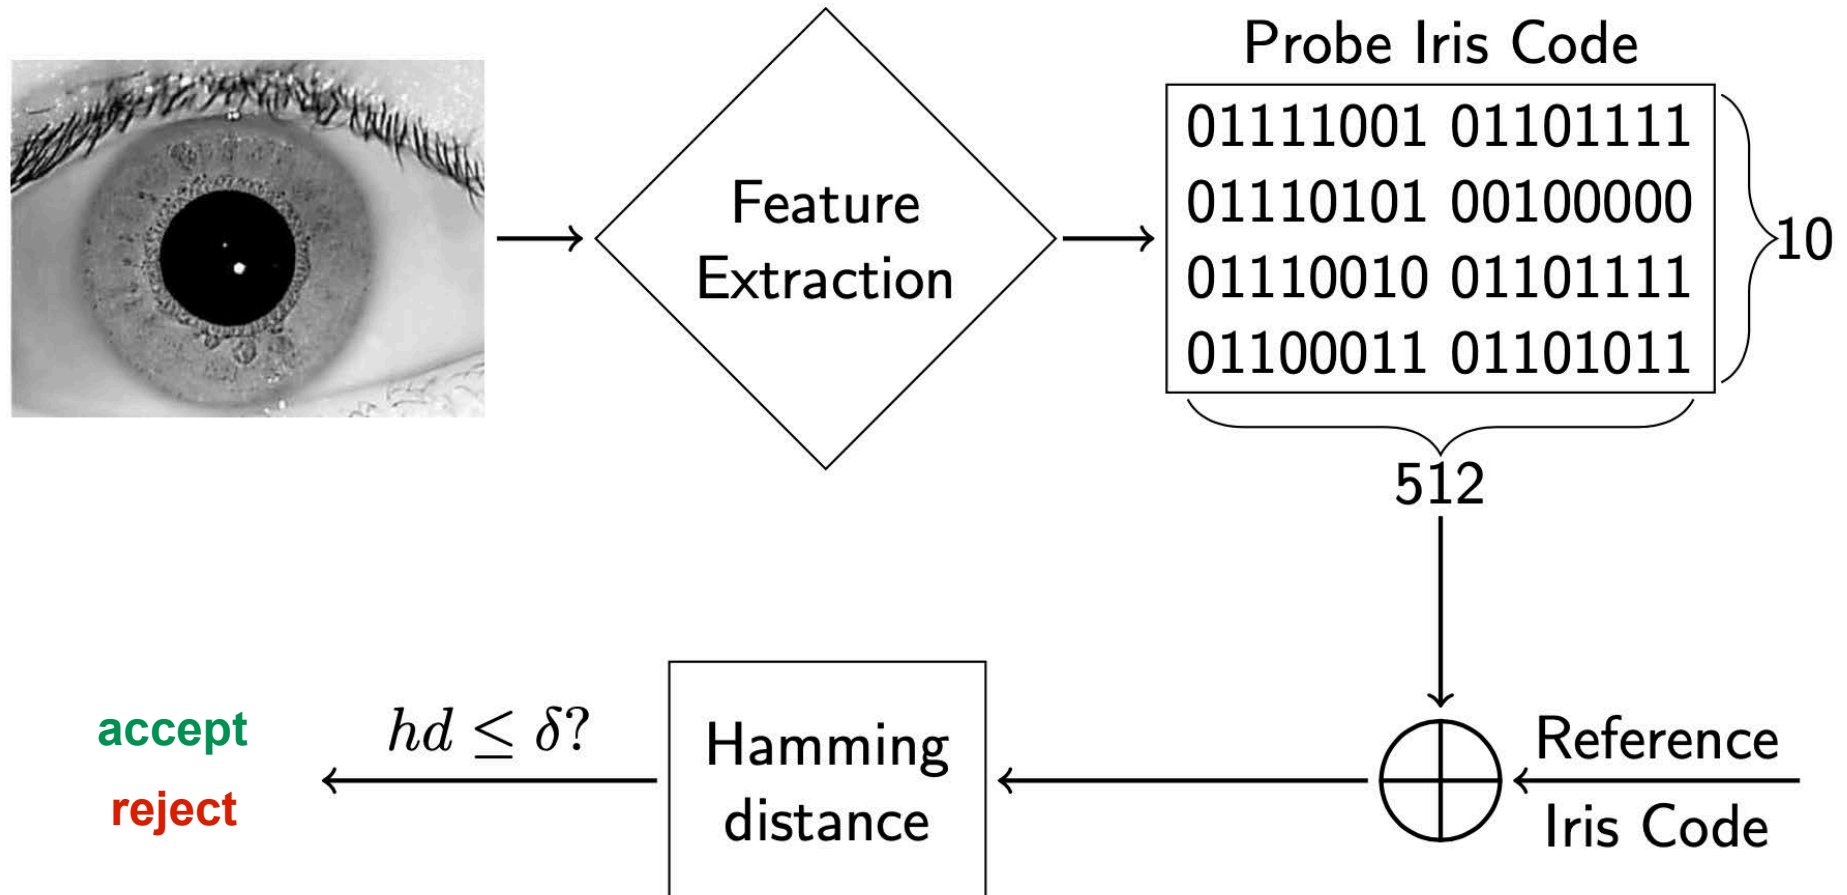 Probe Iris Code
01111001 01101111
01110101 00100000
01110010 01101111
01100011 01101011
10
512
Feature
Extraction
Reference
Iris Code
Hamming
distance
hd ≤ δ?
accept
reject